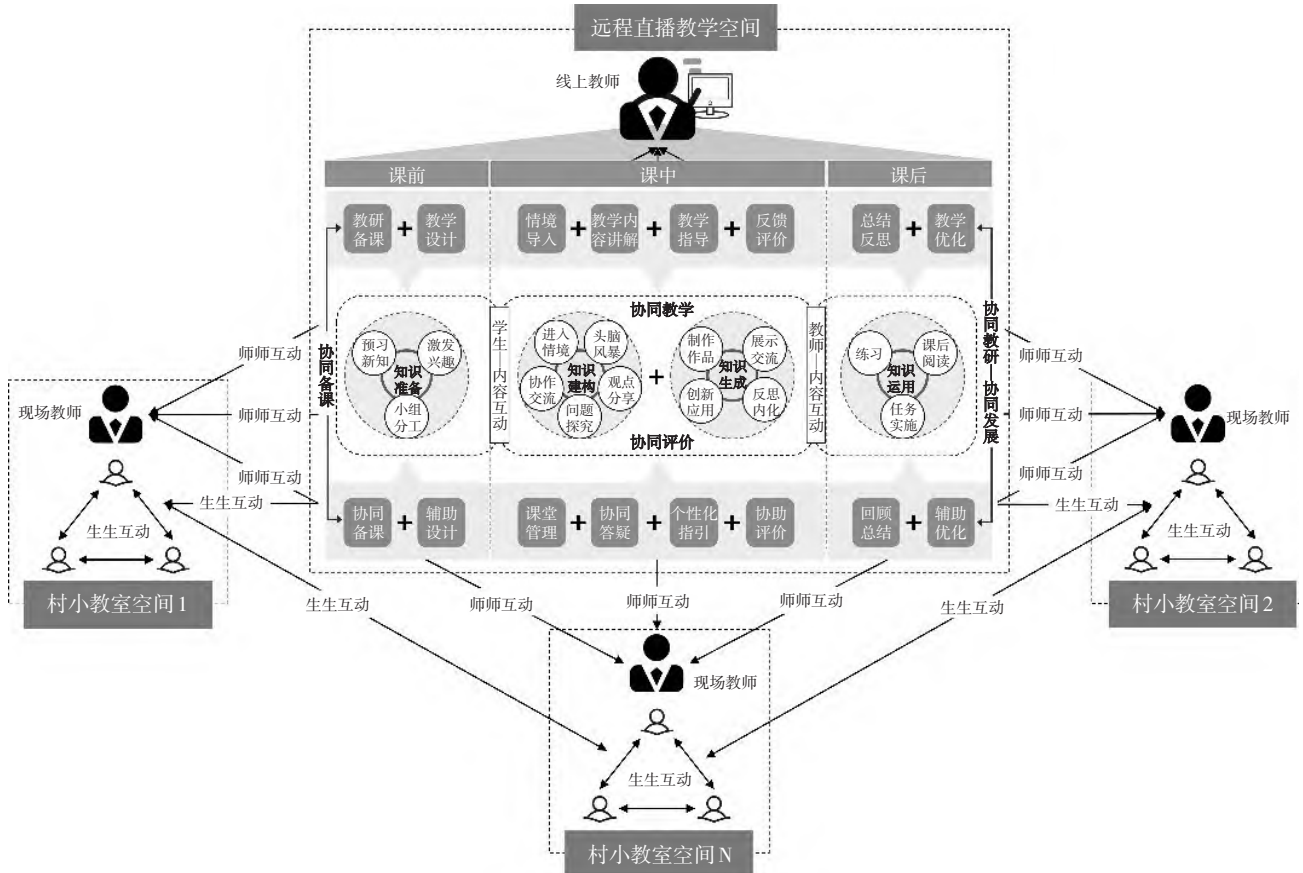 远程直播教学空间
线上教师
课前
课中
课后
教研
备课
+
教学
设计
情境
导入
+
教学内
容讲解
+
教学
指导
+
反馈
评价
总结
反思
+
教学
优化
协同备课
预习
新知
激发
兴趣
知识
准备
小组
分工
学生—内容互动
协同教学
进入
情境
头脑
风暴
知识
建构
协作
交流
观点
分享
问题
探究
+
制作
作品
展示
交流
知识
生成
创新
应用
反思
内化
协同评价
教师—内容互动
练习
课后
阅读
知识
运用
任务
实施
协同教研—协同发展
协同
备课
+
辅助
设计
课堂
管理
+
协同
答疑
+
个性化
指引
+
协助
评价
回顾
总结
+
辅助
优化
师师互动
师师互动
师师互动
生生互动
现场教师
生生互动
村小教室空间1
师师互动
师师互动
师师互动
生生互动
现场教师
生生互动
村小教室空间2
生生互动
师师互动
师师互动
师师互动
生生互动
现场教师
生生互动
村小教室空间N